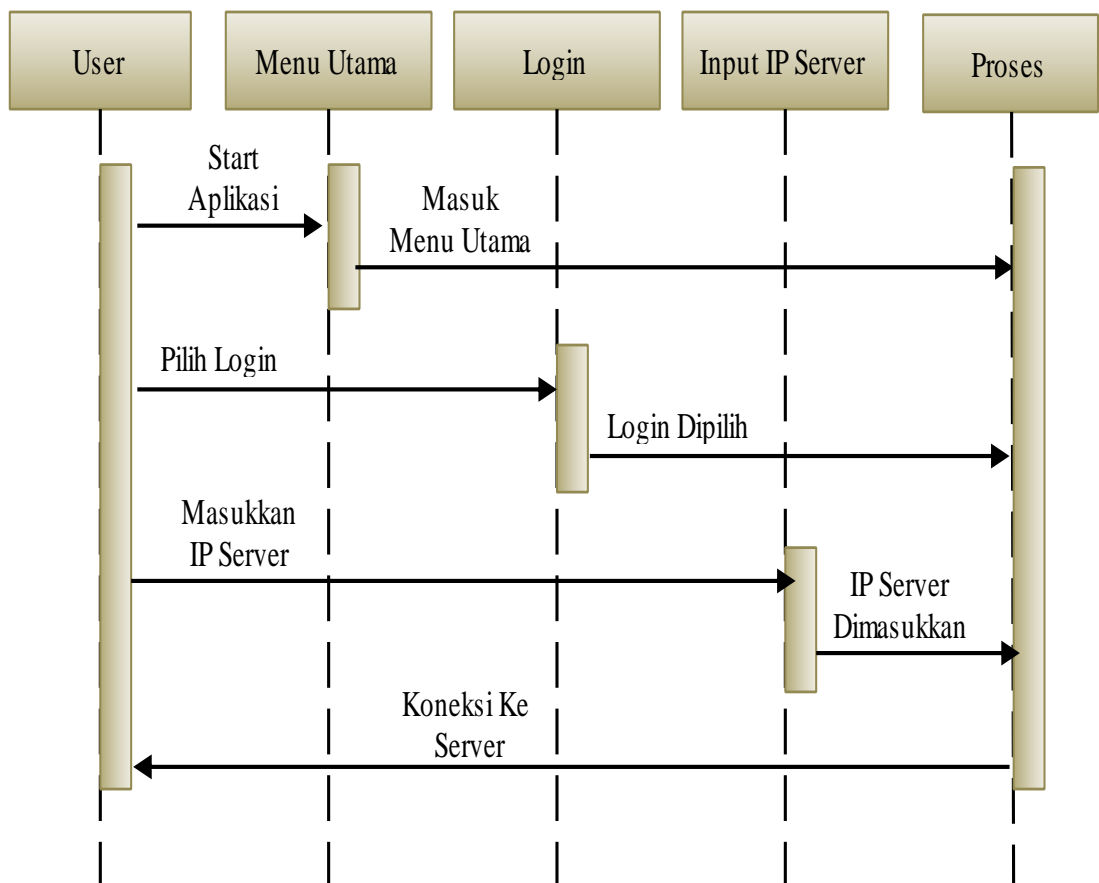 User
Menu Utama
Login
Input IP Server
Proses
Start
Aplikasi
Masuk
Menu Utama
Pilih Login
Login Dipilih
Masukkan
IP Server
IP Server
Dimasukkan
Koneksi Ke
Server